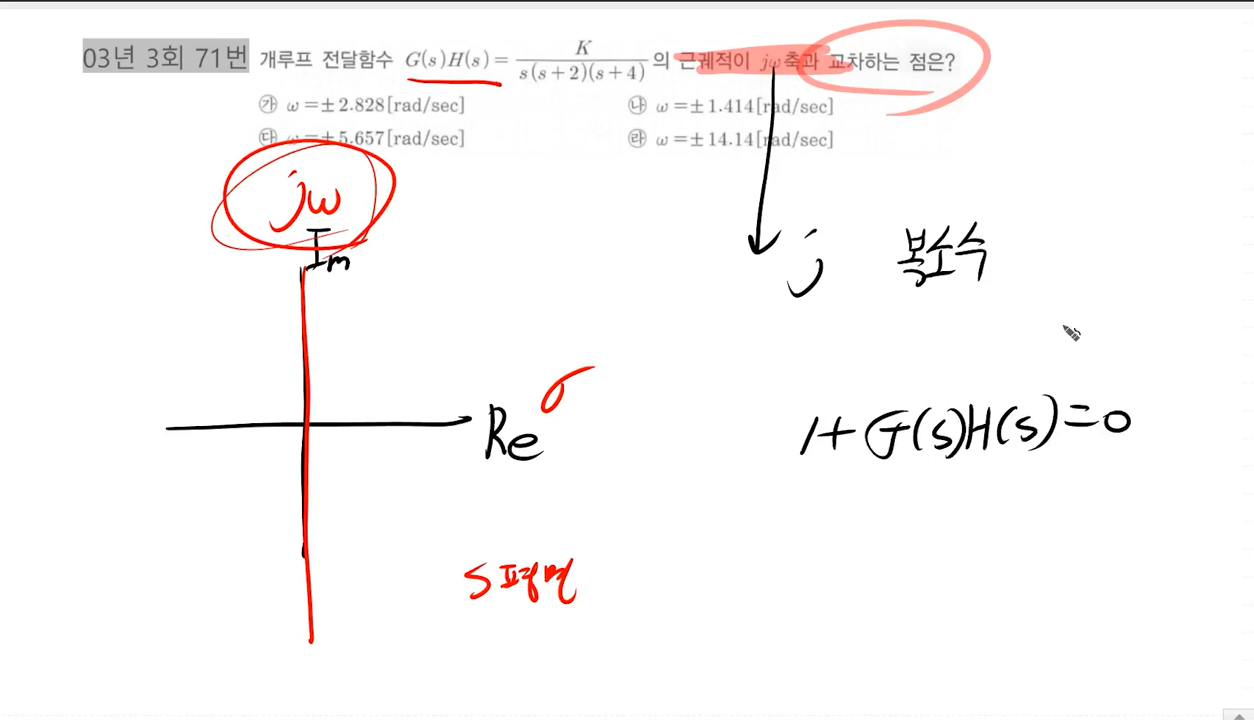 03년 3회 71번 개루프 전달함수 G(s)H(s) = K / s(s+2)(s+4) 의 근궤적이 jω축과 교차하는 점은?
㉮ ω=±2.828[rad/sec] ㉯ ω=±1.414[rad/sec]
㉰ ω=±5.657[rad/sec] ㉱ ω=±14.14[rad/sec]
jω
Im
j 복소수
Re σ
1+G(s)H(s)=0
s평면